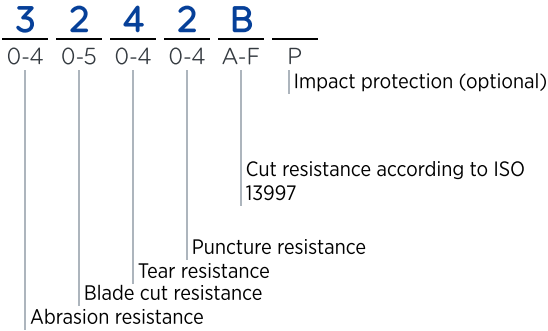 3 2 4 2 B
0-4 0-5 0-4 0-4 A-F P
Impact protection (optional)
Cut resistance according to ISO
13997
Puncture resistance
Tear resistance
Blade cut resistance
Abrasion resistance